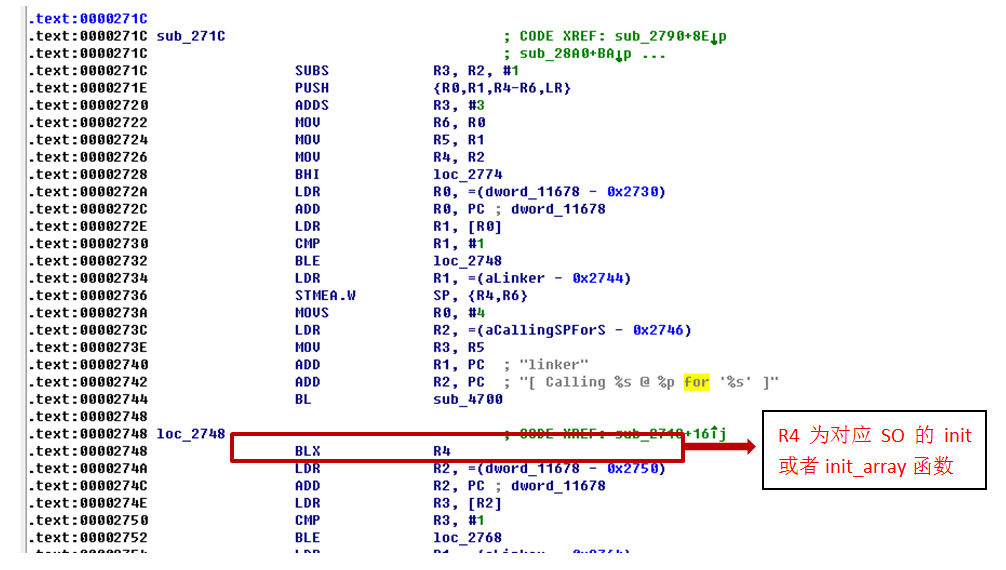 .text:0000271C
.text:0000271C sub_271C ; CODE XREF: sub_2790+8E↓p
.text:0000271C ; sub_28A0+BA↓p ...
.text:0000271C SUBS R3, R2, #1
.text:0000271E PUSH {R0,R1,R4-R6,LR}
.text:00002720 ADDS R3, #3
.text:00002722 MOV R6, R0
.text:00002724 MOV R5, R1
.text:00002726 MOV R4, R2
.text:00002728 BHI loc_2774
.text:0000272A LDR R0, =(dword_11678 - 0x2730)
.text:0000272C ADD R0, PC ; dword_11678
.text:0000272E LDR R1, [R0]
.text:00002730 CMP R1, #1
.text:00002732 BLE loc_2748
.text:00002734 LDR R1, =(aLinker - 0x2744)
.text:00002736 STMEA.W SP, {R4,R6}
.text:0000273A MOVS R0, #4
.text:0000273C LDR R2, =(aCallingSPForS - 0x2746)
.text:0000273E MOV R3, R5
.text:00002740 ADD R1, PC ; "linker"
.text:00002742 ADD R2, PC ; "[ Calling %s @ %p for '%s' ]"
.text:00002744 BL sub_4700
.text:00002748
.text:00002748 loc_2748 ; CODE XREF: sub_271C+16↑j
.text:00002748 BLX R4
.text:0000274A LDR R2, =(dword_11678 - 0x2750)
.text:0000274C ADD R2, PC ; dword_11678
.text:0000274E LDR R3, [R2]
.text:00002750 CMP R3, #1
.text:00002752 BLE loc_2768
R4 为对应 SO 的 init
或者 init_array 函数